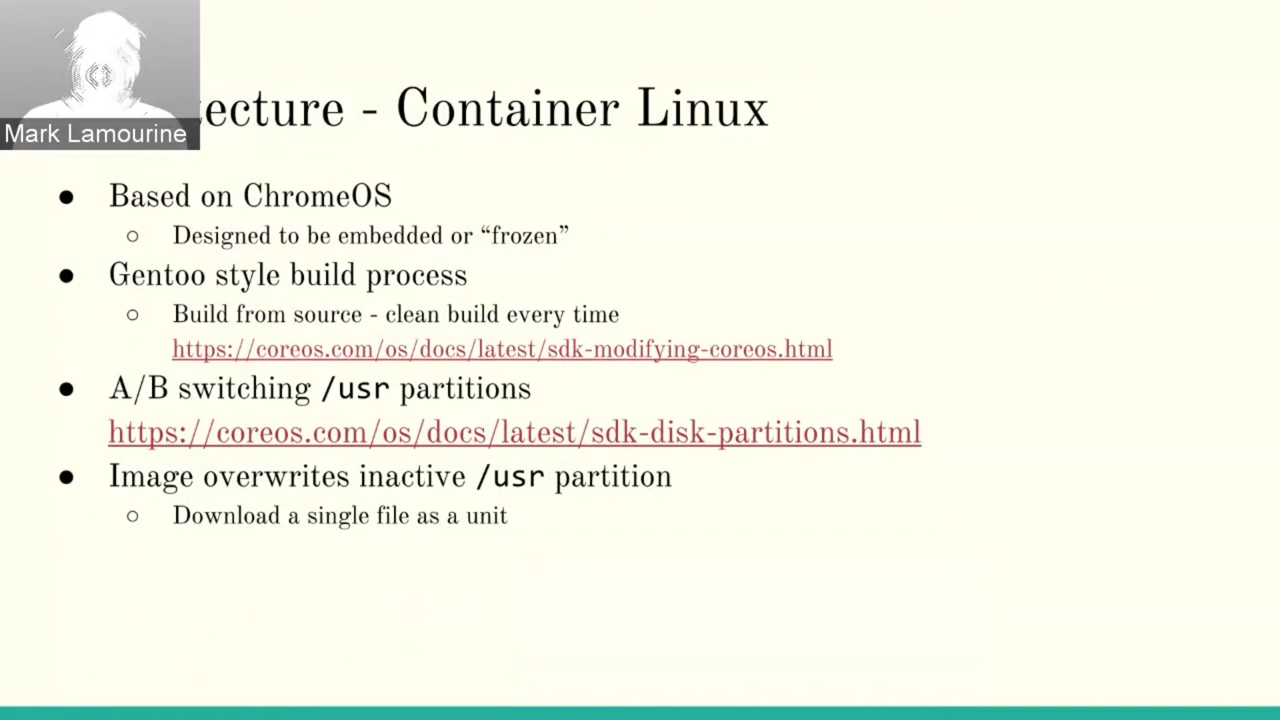 Mark Lamourine
tecture - Container Linux
● Based on ChromeOS
○ Designed to be embedded or “frozen”
● Gentoo style build process
○ Build from source - clean build every time
https://coreos.com/os/docs/latest/sdk-modifying-coreos.html
● A/B switching /usr partitions
https://coreos.com/os/docs/latest/sdk-disk-partitions.html
● Image overwrites inactive /usr partition
○ Download a single file as a unit